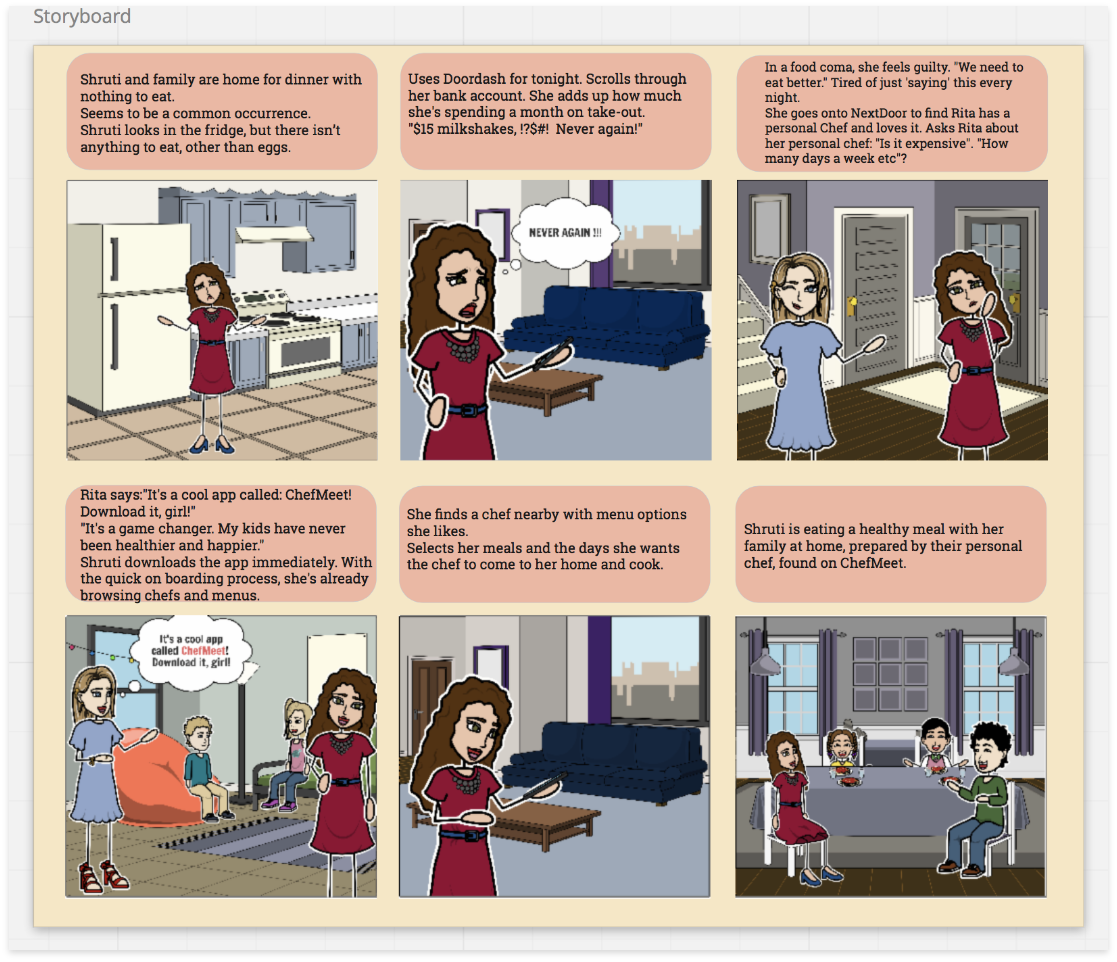 Storyboard
Shruti and family are home for dinner with
nothing to eat.
Seems to be a common occurrence.
Shruti looks in the fridge, but there isn't
anything to eat, other than eggs.
Uses Doordash for tonight. Scrolls through
her bank account. She adds up how much
she's spending a month on take-out.
"$15 milkshakes, !?$#!  Never again!"
In a food coma, she feels guilty. "We need to
eat better." Tired of just 'saying' this every
night.
She goes onto NextDoor to find Rita has a
personal Chef and loves it. Asks Rita about
her personal chef: "Is it expensive". "How
many days a week etc"?
NEVER AGAIN !!!
Rita says:"It's a cool app called: ChefMeet!
Download it, girl!"
"It's a game changer. My kids have never
been healthier and happier."
Shruti downloads the app immediately. With
the quick on boarding process, she's already
browsing chefs and menus.
She finds a chef nearby with menu options
she likes.
Selects her meals and the days she wants
the chef to come to her home and cook.
Shruti is eating a healthy meal with her
family at home, prepared by their personal
chef, found on ChefMeet.
It's a cool app
called ChefMeet!
Download it, girl!